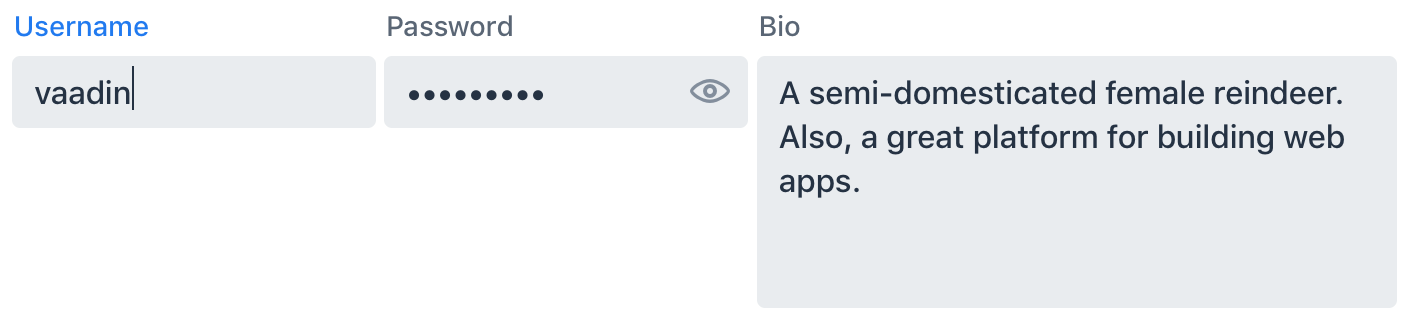 Username
Password
Bio
vaadin
•••••••••
A semi-domesticated female reindeer.
Also, a great platform for building web
apps.